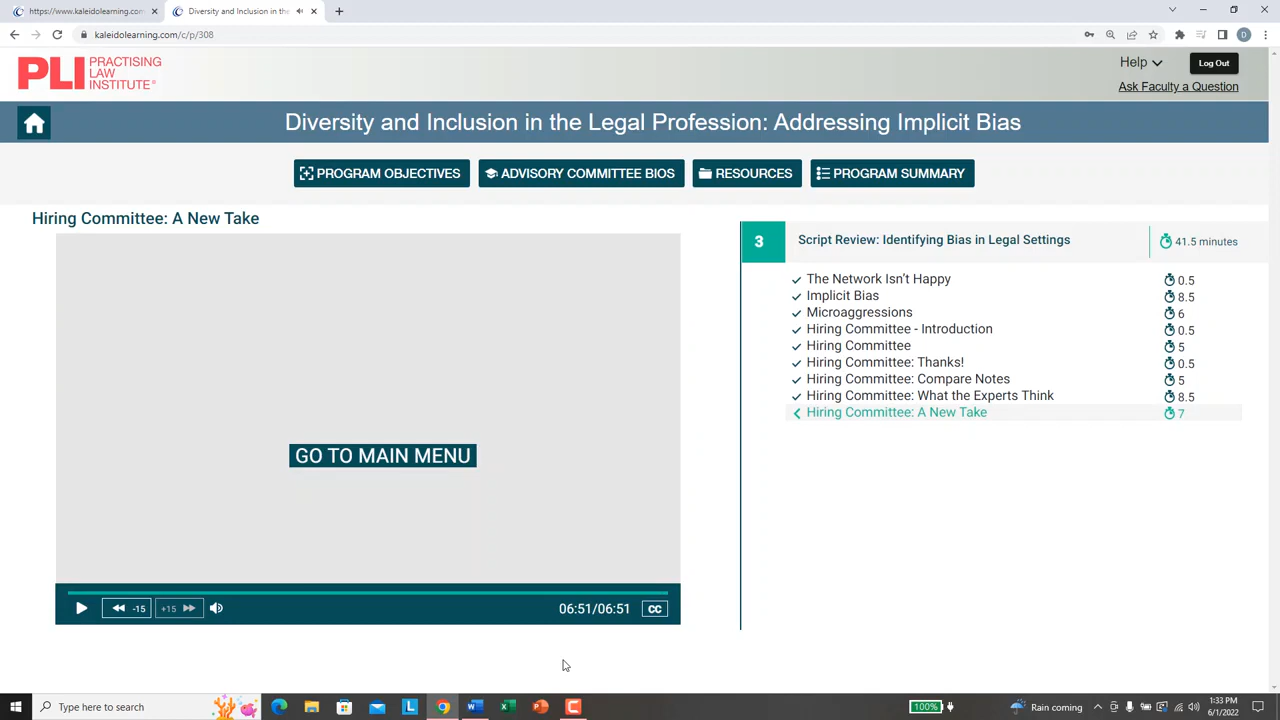 https://www.kaleidolearning.com/c
Diversity and Inclusion in the
kaleidolearning.com/c/p/308
PLI PRACTISING LAW INSTITUTE®
Help
Log Out
Ask Faculty a Question
Diversity and Inclusion in the Legal Profession: Addressing Implicit Bias
PROGRAM OBJECTIVES
ADVISORY COMMITTEE BIOS
RESOURCES
PROGRAM SUMMARY
Hiring Committee: A New Take
GO TO MAIN MENU
-15
+15
06:51/06:51
CC
3
Script Review: Identifying Bias in Legal Settings
41.5 minutes
The Network Isn't Happy 0.5
Implicit Bias 8.5
Microaggressions 6
Hiring Committee - Introduction 0.5
Hiring Committee 5
Hiring Committee: Thanks! 0.5
Hiring Committee: Compare Notes 5
Hiring Committee: What the Experts Think 8.5
Hiring Committee: A New Take 7
Type here to search
100%
Rain coming
1:33 PM
6/1/2022